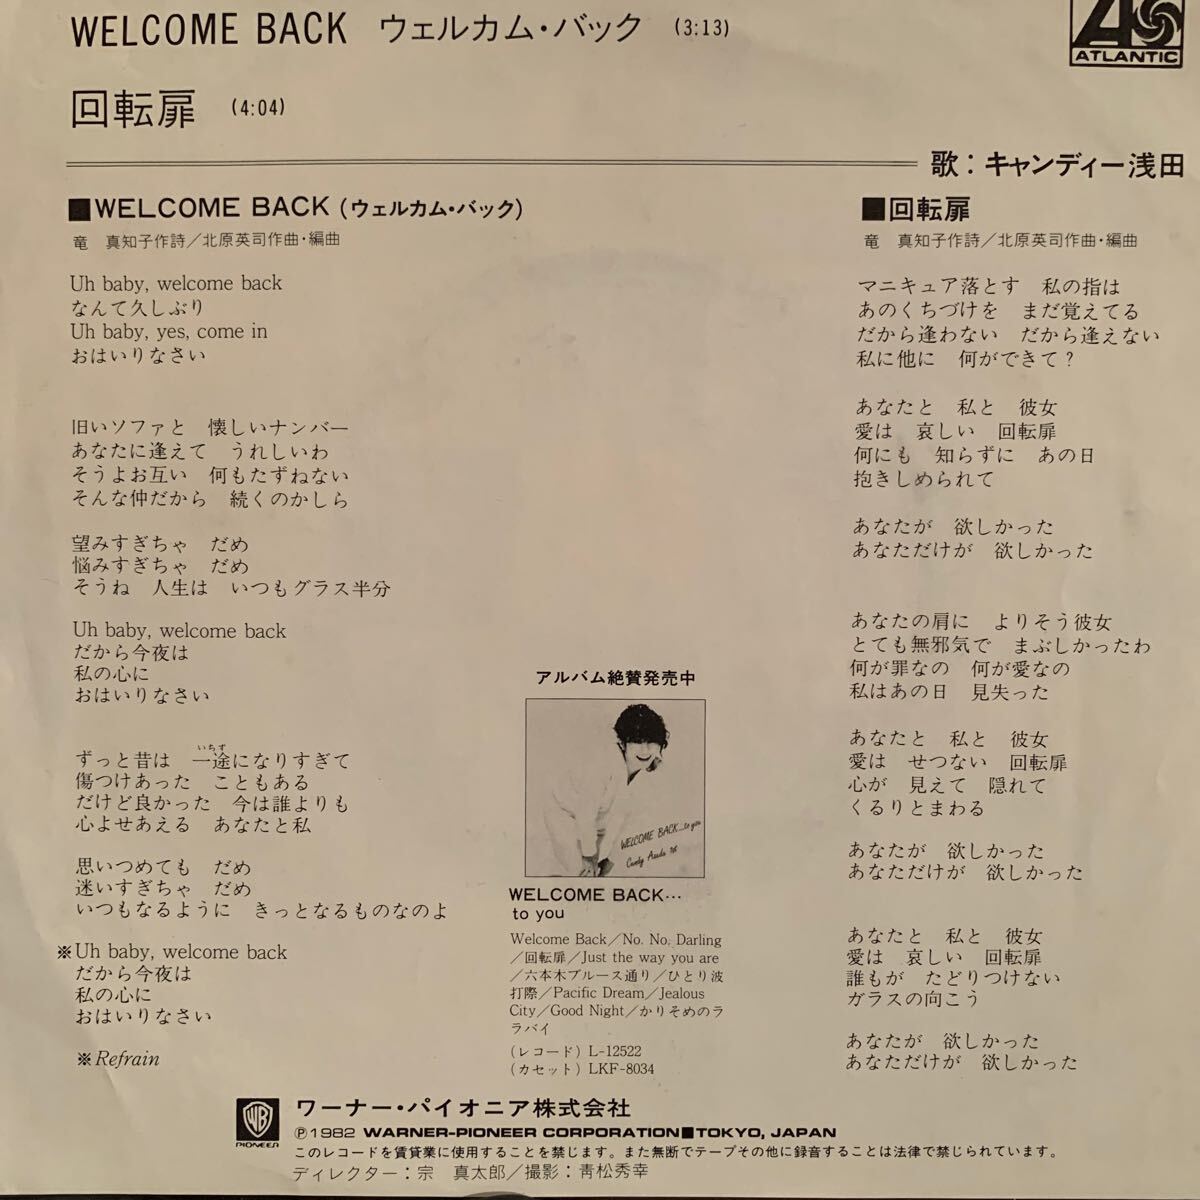 WELCOME BACK ウェルカム・バック (3:13)
ATLANTIC
回転扉 (4:04)
歌：キャンディー浅田
■WELCOME BACK (ウェルカム・バック)
竜 真知子作詩／北原英司作曲・編曲
Uh baby, welcome back
なんて久しぶり
Uh baby, yes, come in
おはいりなさい
旧いソファと 懐しいナンバー
あなたに逢えて うれしいわ
そうよお互い 何もたずねない
そんな仲だから 続くのかしら
望みすぎちゃ だめ
悩みすぎちゃ だめ
そうね 人生は いつもグラス半分
Uh baby, welcome back
だから今夜は
私の心に
おはいりなさい
いちず
ずっと昔は 一途になりすぎて
傷つけあった こともある
だけど良かった 今は誰よりも
心よせあえる あなたと私
思いつめても だめ
迷いすぎちゃ だめ
いつもなるように きっとなるものなのよ
※Uh baby, welcome back
だから今夜は
私の心に
おはいりなさい
※Refrain
アルバム絶賛発売中
WELCOME BACK...to you
WELCOME BACK…
to you
Welcome Back／No. No. Darling
／回転扉／Just the way you are
／六本木ブルース通り／ひとり波
打際／Pacific Dream／Jealous
City／Good Night／かりそめのラ
ラバイ
(レコード) L-12522
(カセット) LKF-8034
■回転扉
竜 真知子作詩／北原英司作曲・編曲
マニキュア落とす 私の指は
あのくちづけを まだ覚えてる
だから逢わない だから逢えない
私に他に 何ができて？
あなたと 私と 彼女
愛は 哀しい 回転扉
何にも 知らずに あの日
抱きしめられて
あなたが 欲しかった
あなただけが 欲しかった
あなたの肩に よりそう彼女
とても無邪気で まぶしかったわ
何が罪なの 何が愛なの
私はあの日 見失った
あなたと 私と 彼女
愛は せつない 回転扉
心が 見えて 隠れて
くるりとまわる
あなたが 欲しかった
あなただけが 欲しかった
あなたと 私と 彼女
愛は 哀しい 回転扉
誰もが たどりつけない
ガラスの向こう
あなたが 欲しかった
あなただけが 欲しかった
WB
PIONEER
ワーナー・パイオニア株式会社
Ⓟ1982 WARNER-PIONEER CORPORATION■TOKYO, JAPAN
このレコードを賃貸業に使用することを禁じます。また無断でテープその他に録音することは法律で禁じられています。
ディレクター：宗 真太郎／撮影：青松秀幸